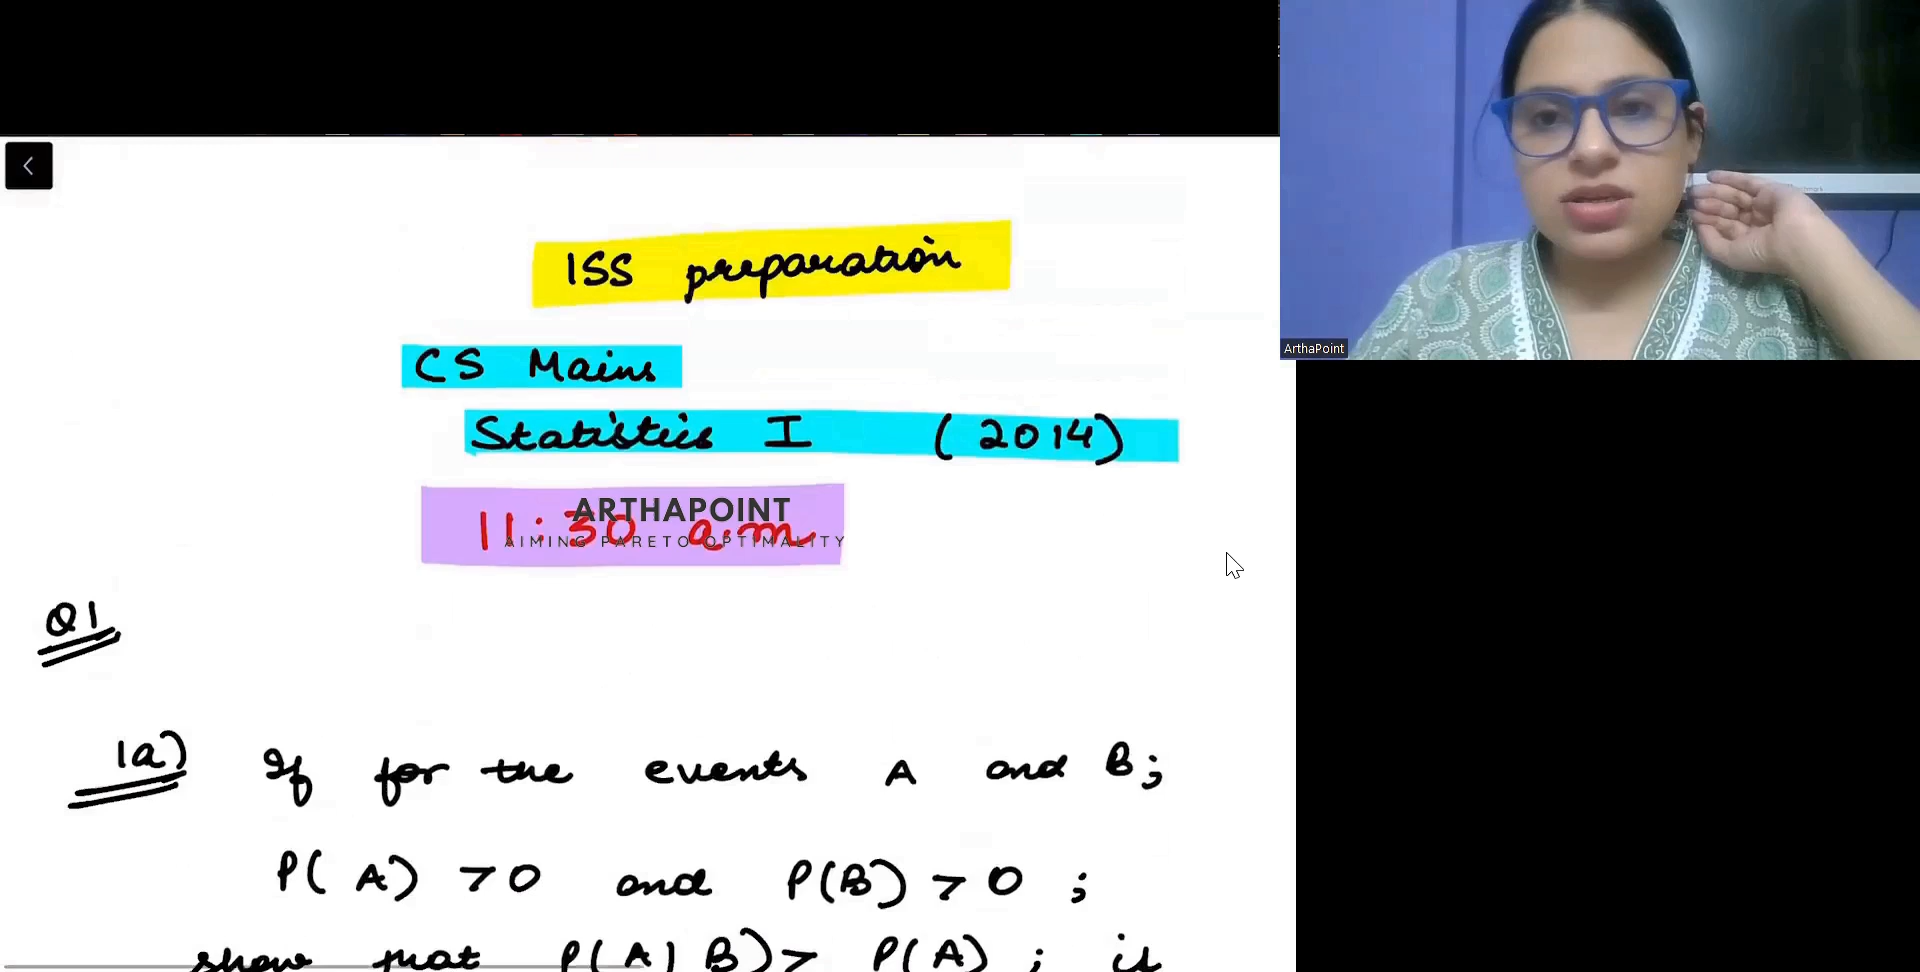 ISS preparation
CS Mains
Statistics I (2014)
ARTHAPOINT
11:30 a.m.
AIMING PARETO OPTIMALITY
Q1
1a) If for the events A and B;
P(A) > 0 and P(B) > 0 ;
show that P(A|B) > P(A) ; if
ArthaPoint